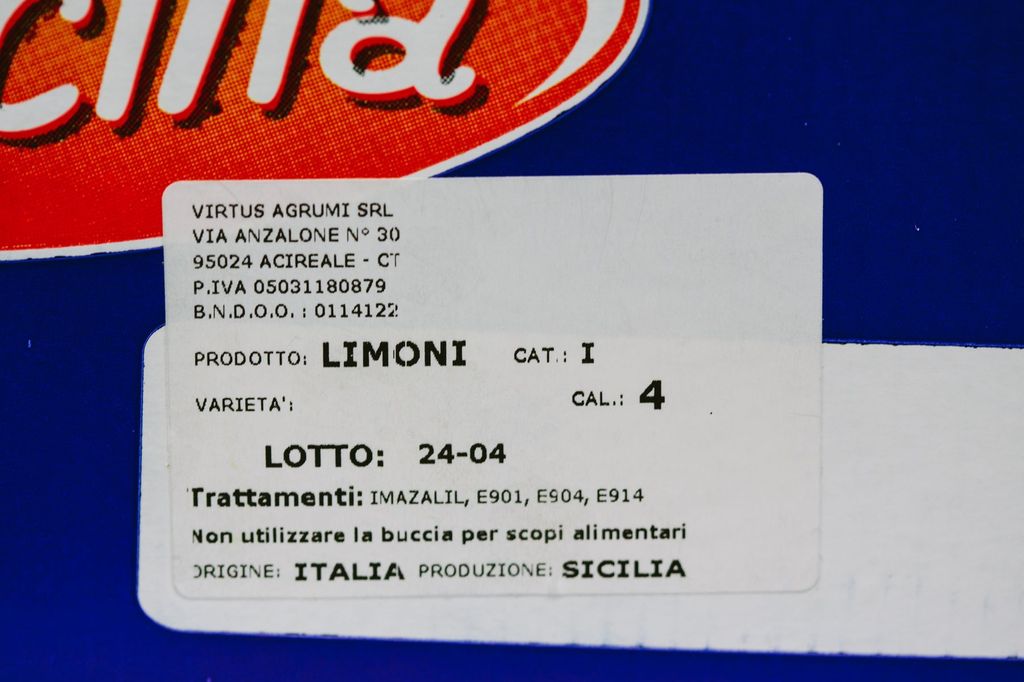 cilia
VIRTUS AGRUMI SRL
VIA ANZALONE N° 30
95024 ACIREALE - CT
P.IVA 05031180879
B.N.D.O.O. : 0114122
PRODOTTO: LIMONI CAT.: I
VARIETA': CAL.: 4
LOTTO: 24-04
Trattamenti: IMAZALIL, E901, E904, E914
Non utilizzare la buccia per scopi alimentari
ORIGINE: ITALIA PRODUZIONE: SICILIA